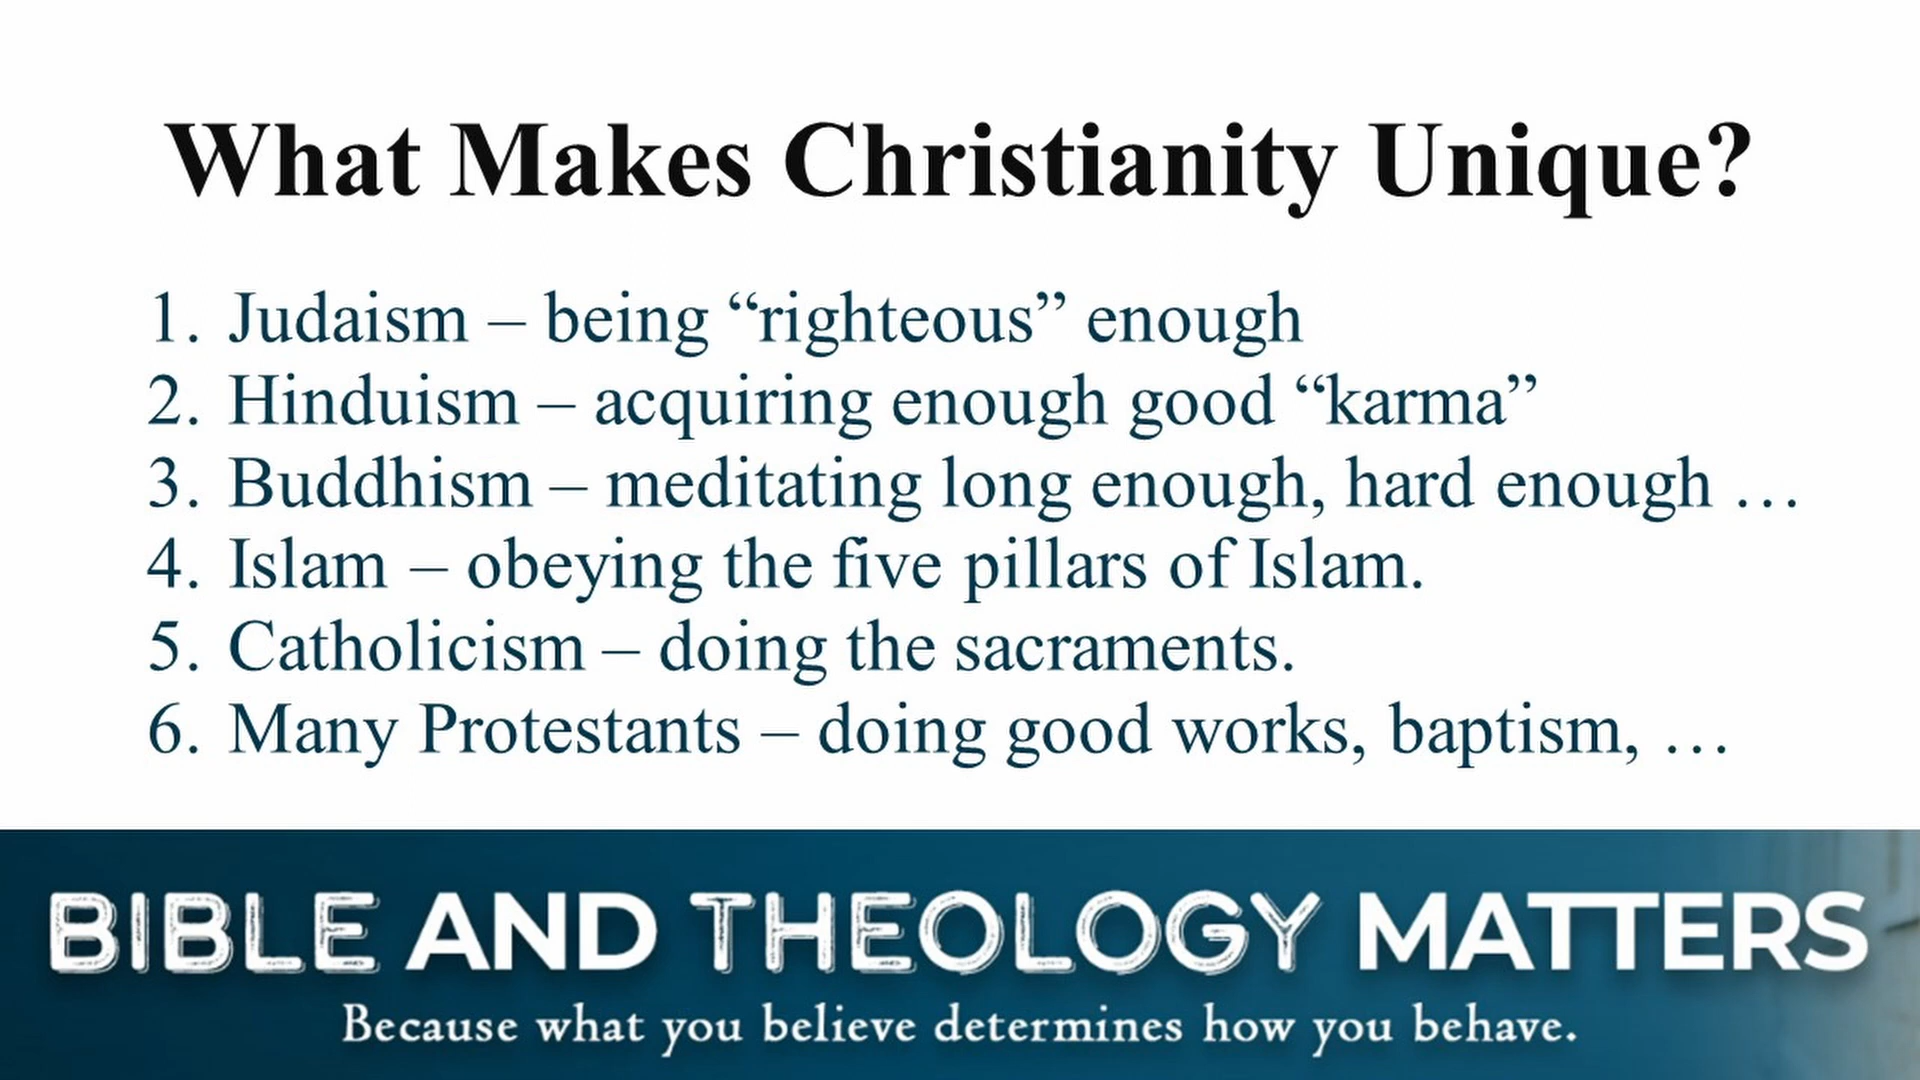 What Makes Christianity Unique?
1. Judaism – being “righteous” enough
2. Hinduism – acquiring enough good “karma”
3. Buddhism – meditating long enough, hard enough …
4. Islam – obeying the five pillars of Islam.
5. Catholicism – doing the sacraments.
6. Many Protestants – doing good works, baptism, …
BIBLE AND THEOLOGY MATTERS
Because what you believe determines how you behave.